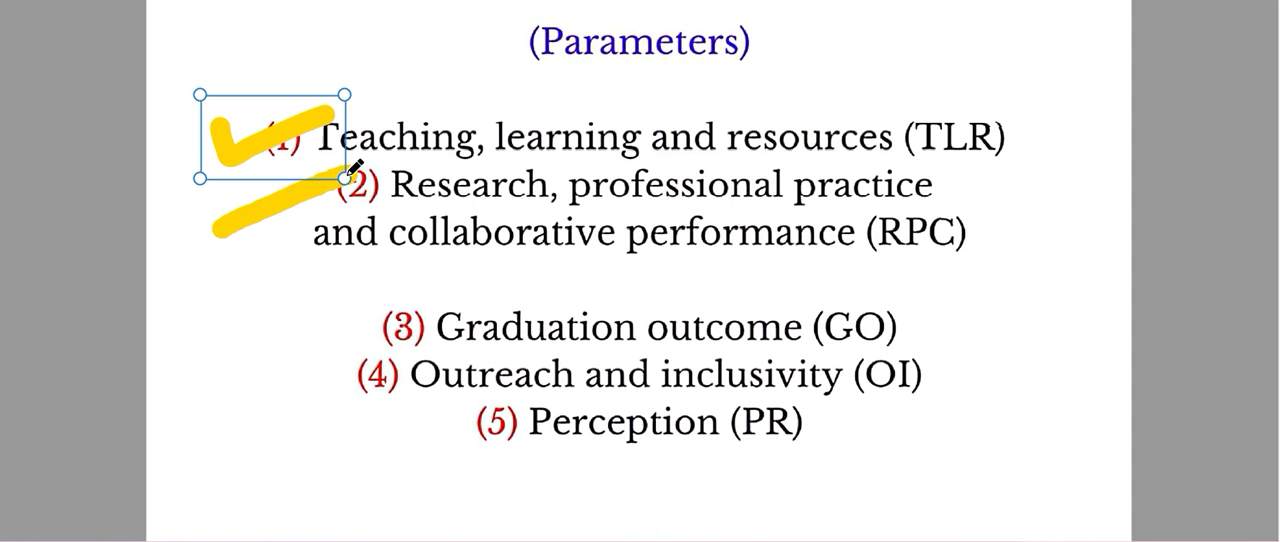 (Parameters)
(1) Teaching, learning and resources (TLR)
(2) Research, professional practice
and collaborative performance (RPC)
(3) Graduation outcome (GO)
(4) Outreach and inclusivity (OI)
(5) Perception (PR)